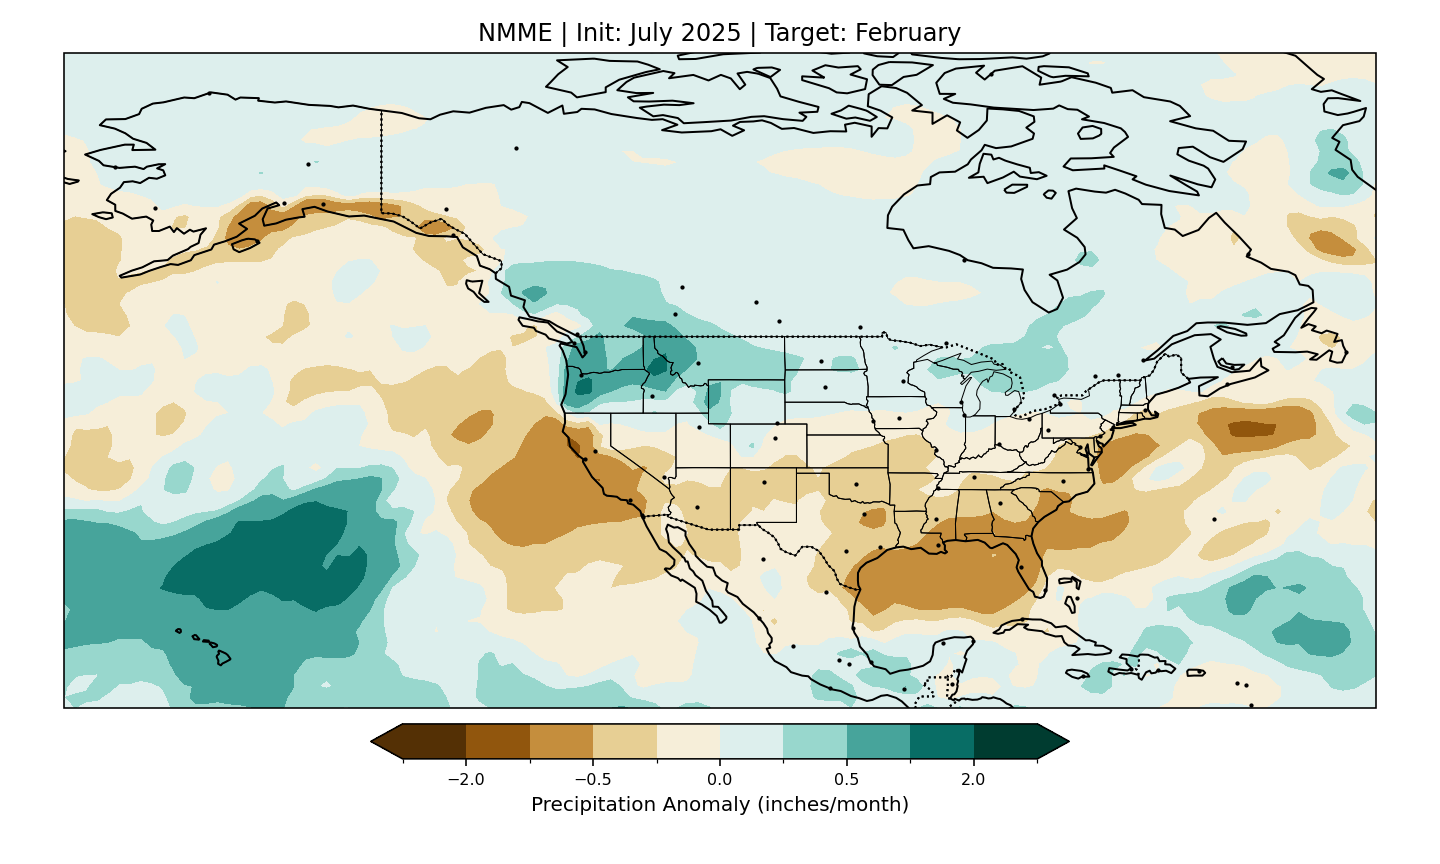 NMME | Init: July 2025 | Target: February
−2.0 −0.5 0.0 0.5 2.0
Precipitation Anomaly (inches/month)